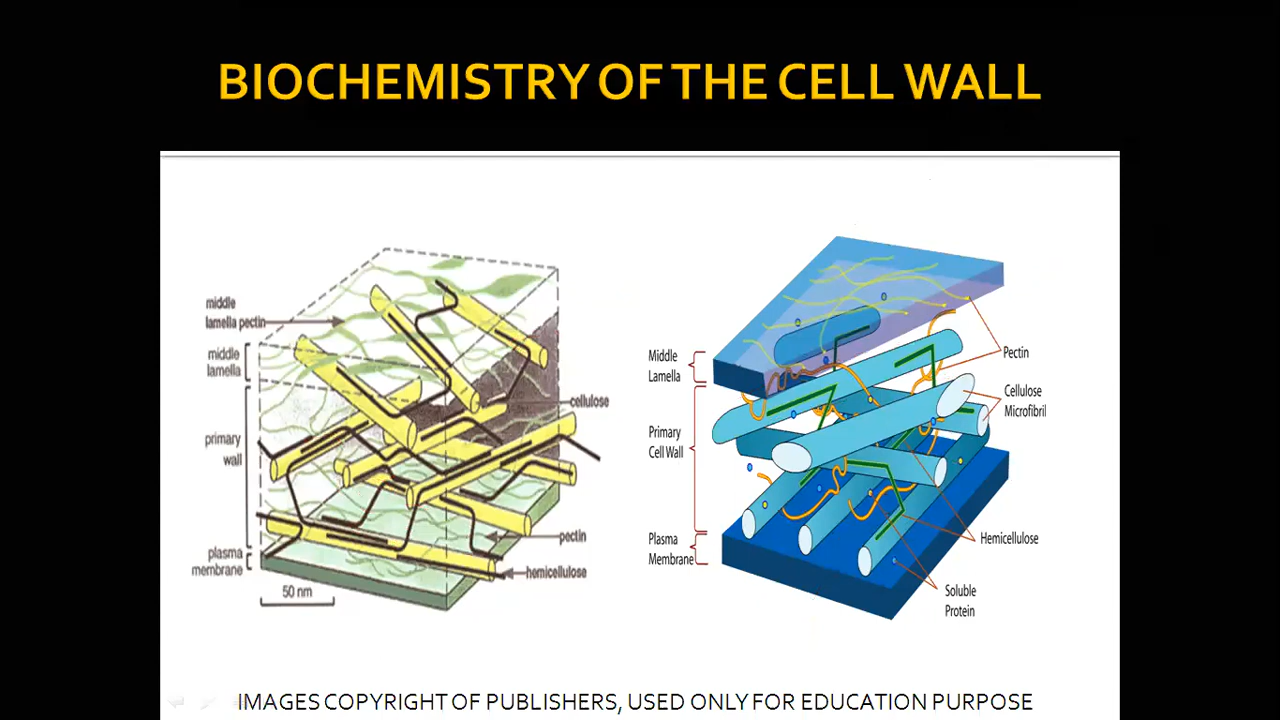 BIOCHEMISTRY OF THE CELL WALL
middle
lamella pectin
middle
lamella
primary
wall
plasma
membrane
50 nm
cellulose
pectin
hemicellulose
Middle
Lamella
Primary
Cell Wall
Plasma
Membrane
Pectin
Cellulose
Microfibril
Hemicellulose
Soluble
Protein
IMAGES COPYRIGHT OF PUBLISHERS, USED ONLY FOR EDUCATION PURPOSE